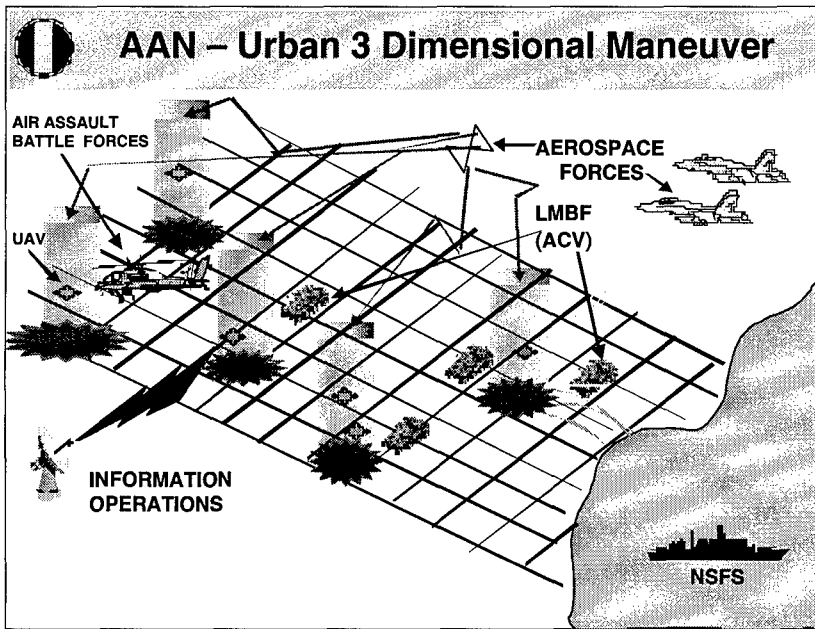 AAN – Urban 3 Dimensional Maneuver
AIR ASSAULT
BATTLE FORCES
AEROSPACE
FORCES
UAV
LMBF
(ACV)
INFORMATION
OPERATIONS
NSFS